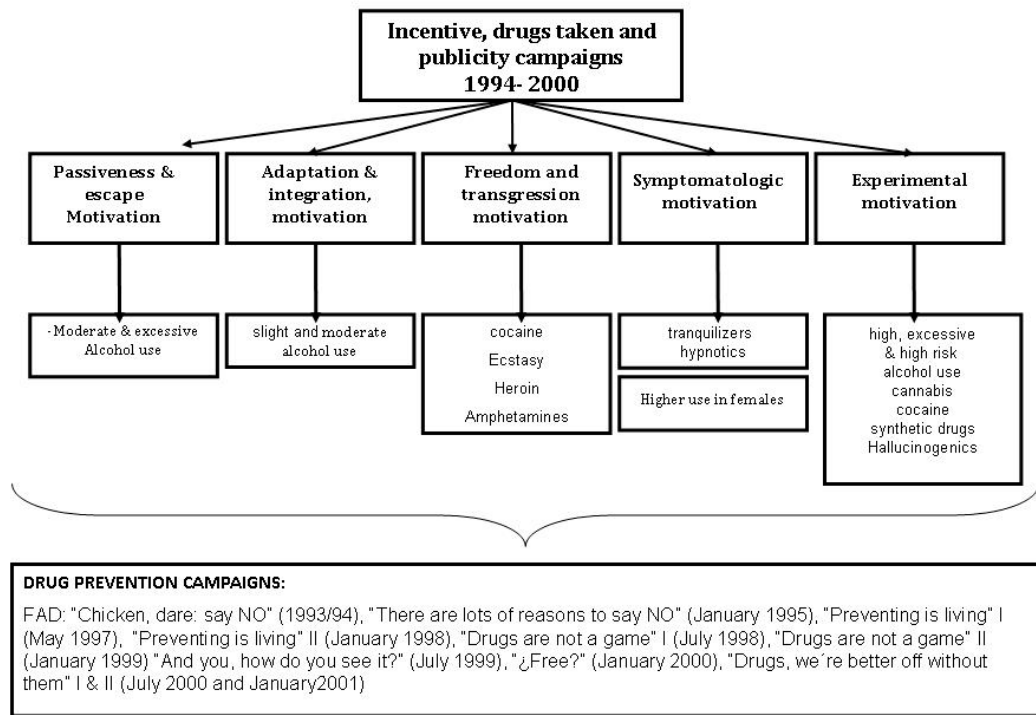 Incentive, drugs taken and
publicity campaigns
1994- 2000
Passiveness &
escape
Motivation
Adaptation &
integration,
motivation
Freedom and
transgression
motivation
Symptomatologic
motivation
Experimental
motivation
- Moderate & excessive
Alcohol use
slight and moderate
alcohol use
cocaine
Ecstasy
Heroin
Amphetamines
tranquilizers
hypnotics
Higher use in females
high, excessive
& high risk
alcohol use
cannabis
cocaine
synthetic drugs
Hallucinogenics
DRUG PREVENTION CAMPAIGNS:
FAD: "Chicken, dare: say NO" (1993/94), "There are lots of reasons to say NO" (January 1995), "Preventing is living" I
(May 1997),  "Preventing is living" II (January 1998), "Drugs are not a game" I (July 1998), "Drugs are not a game" II
(January 1999) "And you, how do you see it?" (July 1999), "¿Free?" (January 2000), "Drugs, we´re better off without
them" I & II (July 2000 and January2001)